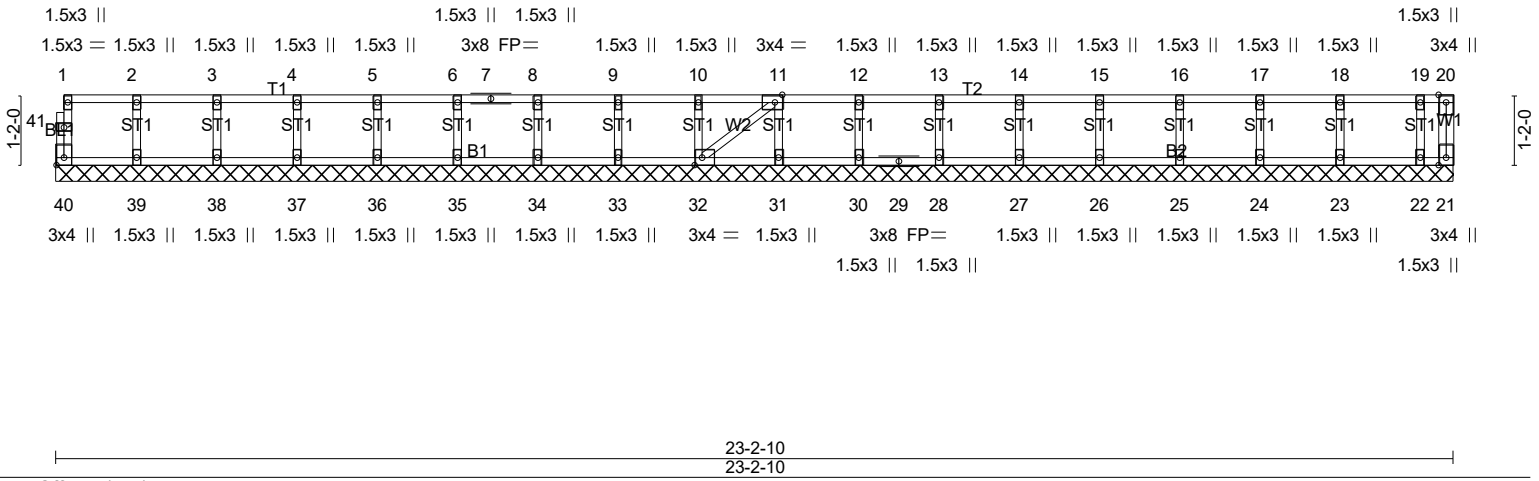 1.5x3 || 1.5x3 || 1.5x3 || 1.5x3 ||
1.5x3 = 1.5x3 || 1.5x3 || 1.5x3 || 1.5x3 || 3x8 FP= 1.5x3 || 1.5x3 || 3x4 = 1.5x3 || 1.5x3 || 1.5x3 || 1.5x3 || 1.5x3 || 1.5x3 || 1.5x3 || 3x4 ||
1 2 3 4 5 6 7 8 9 10 11 12 13 14 15 16 17 18 19 20
T1 T2
1-2-0 41 ST1 ST1 ST1 ST1 ST1 ST1 ST1 ST1 W2 ST1 ST1 ST1 ST1 ST1 ST1 ST1 ST1 ST1 W1 1-2-0
B1 B2
40 39 38 37 36 35 34 33 32 31 30 29 28 27 26 25 24 23 22 21
3x4 || 1.5x3 || 1.5x3 || 1.5x3 || 1.5x3 || 1.5x3 || 1.5x3 || 1.5x3 || 3x4 = 1.5x3 || 3x8 FP= 1.5x3 || 1.5x3 || 1.5x3 || 1.5x3 || 1.5x3 || 3x4 ||
1.5x3 || 1.5x3 || 1.5x3 ||
23-2-10
23-2-10